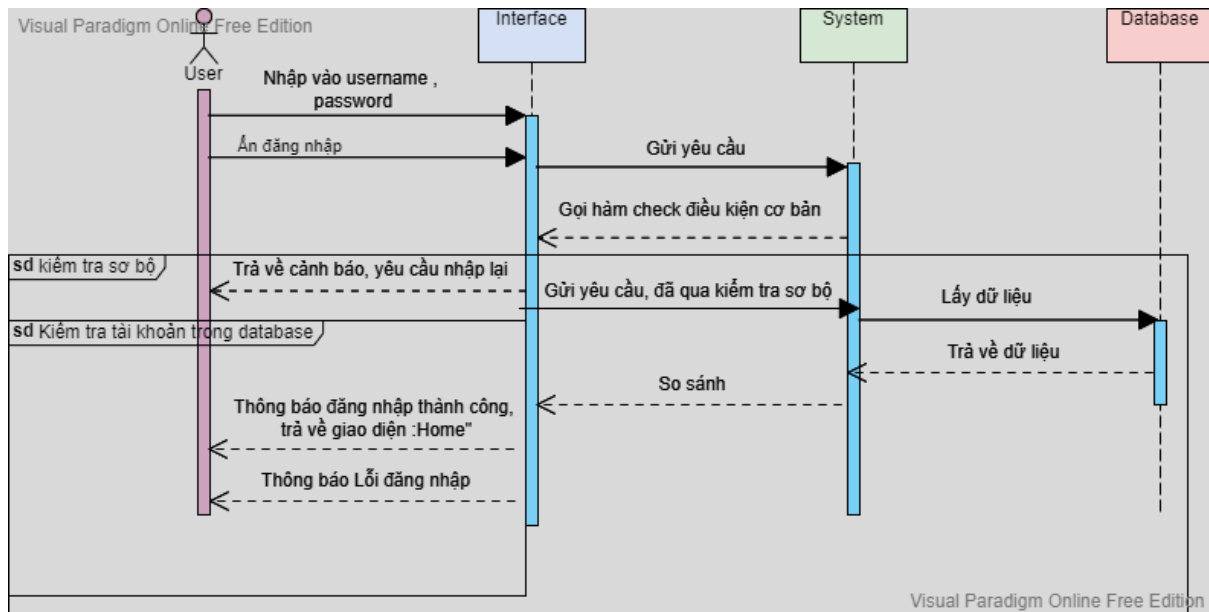 Visual Paradigm Online Free Edition
Interface
System
Database
User
Nhập vào username ,
password
Ấn đăng nhập
Gửi yêu cầu
Gọi hàm check điều kiện cơ bản
sd kiểm tra sơ bộ
Trả về cảnh báo, yêu cầu nhập lại
Gửi yêu cầu, đã qua kiểm tra sơ bộ
Lấy dữ liệu
sd Kiểm tra tài khoản trong database
Trả về dữ liệu
So sánh
Thông báo đăng nhập thành công,
trả về giao diện :Home"
Thông báo Lỗi đăng nhập
Visual Paradigm Online Free Edition